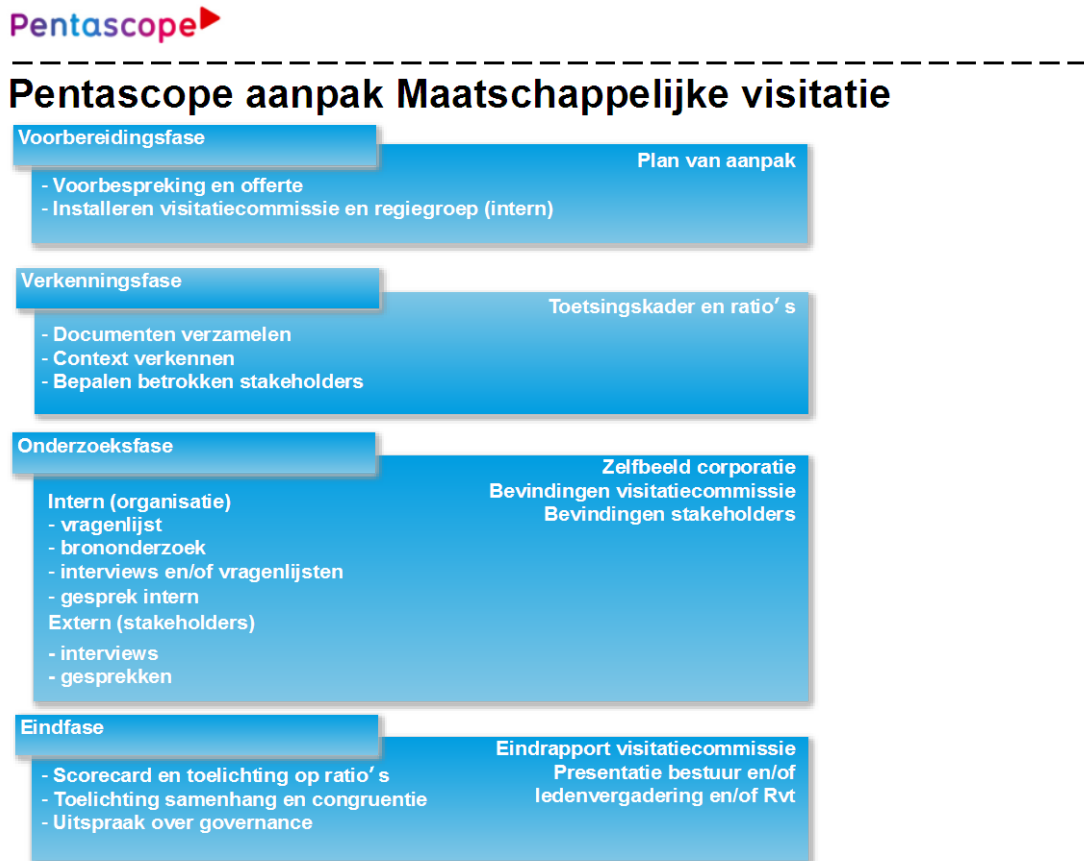 Pentascope
Pentascope aanpak Maatschappelijke visitatie
Voorbereidingsfase
Plan van aanpak
- Voorbespreking en offerte
- Installeren visitatiecommissie en regiegroep (intern)
Verkenningsfase
Toetsingskader en ratio's
- Documenten verzamelen
- Context verkennen
- Bepalen betrokken stakeholders
Onderzoeksfase
Zelfbeeld corporatie
Bevindingen visitatiecommissie
Bevindingen stakeholders
Intern (organisatie)
- vragenlijst
- brononderzoek
- interviews en/of vragenlijsten
- gesprek intern
Extern (stakeholders)
- interviews
- gesprekken
Eindfase
Eindrapport visitatiecommissie
Presentatie bestuur en/of
ledenvergadering en/of Rvt
- Scorecard en toelichting op ratio's
- Toelichting samenhang en congruentie
- Uitspraak over governance